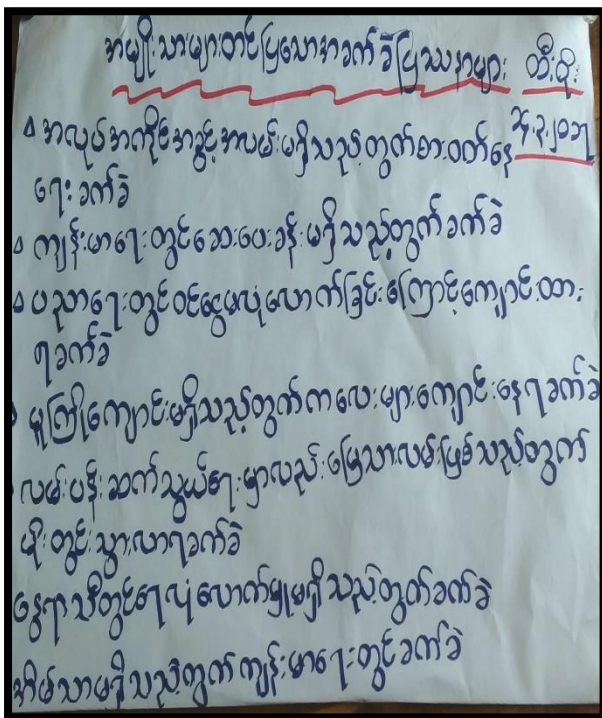 အမျိုးသားများတင်ပြသောအခက်ခဲပြဿနာများ တီးဖိုး
အလုပ်အကိုင်အခွင့်အလမ်းမရှိသည့်တွက်စားဝတ်နေ ၃.၂၀၁၇
ရေးခက်ခဲ
ကျန်းမာရေးတွင်ဆေးပေးခန်းမရှိသည့်တွက်ခက်ခဲ
ပညာရေးတွင်ဝင်ငွေမလုံလောက်ခြင်းကြောင့်ကျောင်းထား
ရခက်ခဲ
မူကြိုကျောင်းမရှိသည့်တွက်ကလေးများကျောင်းနေရခက်ခဲ
လမ်းပန်းဆက်သွယ်ရေးမှာလည်းမြေသားလမ်းဖြစ်သည့်တွက်
မိုးတွင်းသွားလာရခက်ခဲ
နွေရာသီတွင်ရေလုံလောက်မှုမရှိသည့်တွက်ခက်ခဲ
အိမ်သာမရှိသည့်တွက်ကျန်းမာရေးတွင်ခက်ခဲ